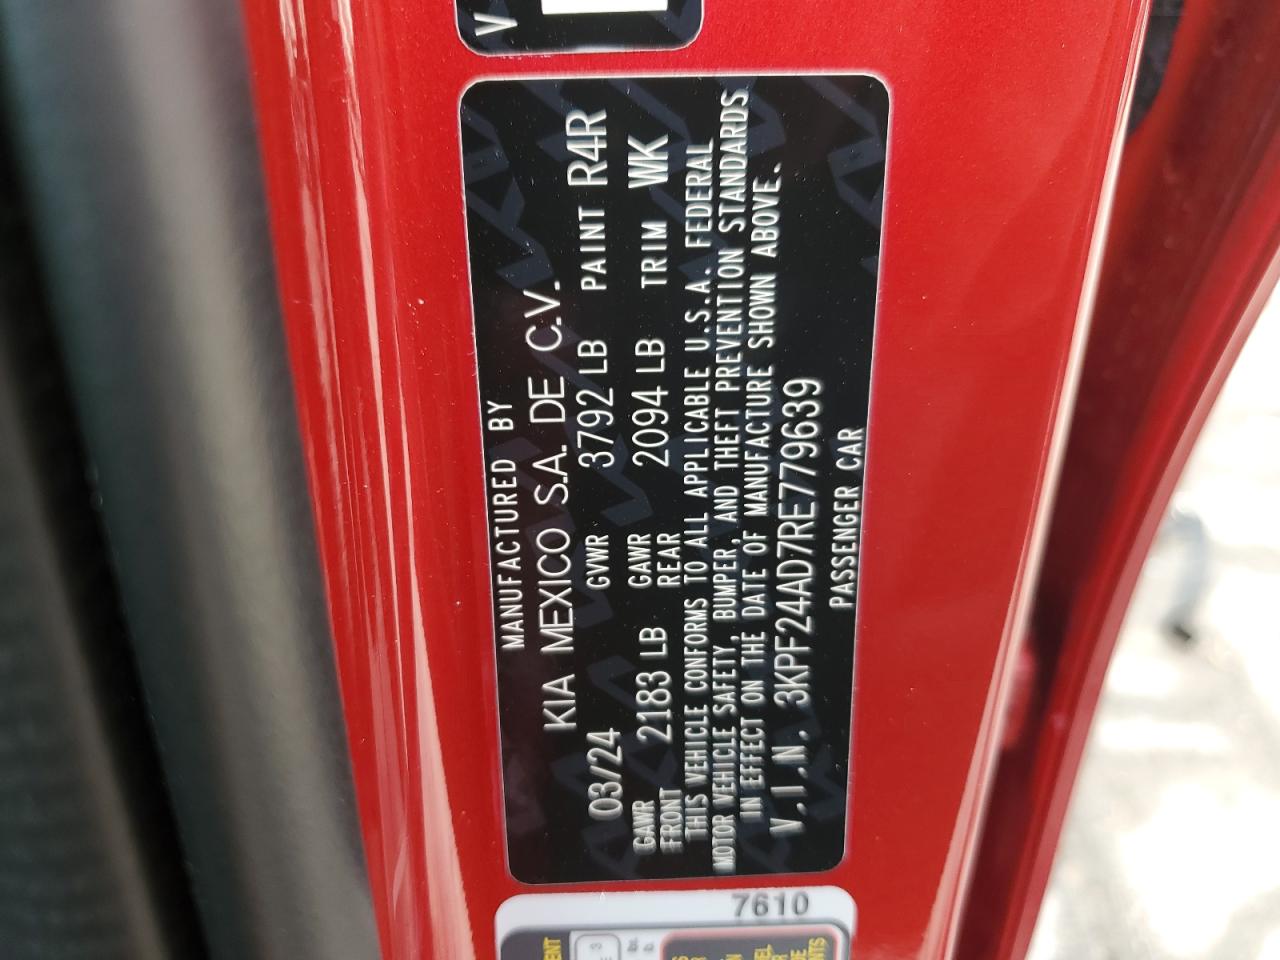 V
MANUFACTURED BY
KIA MEXICO S.A. DE C.V.
03/24 GVWR 3792 LB PAINT R4R
GAWR FRONT 2183 LB GAWR REAR 2094 LB TRIM WK
THIS VEHICLE CONFORMS TO ALL APPLICABLE U.S.A. FEDERAL
MOTOR VEHICLE SAFETY, BUMPER, AND THEFT PREVENTION STANDARDS
IN EFFECT ON THE DATE OF MANUFACTURE SHOWN ABOVE.
V.I.N. 3KPF24AD7RE779639
PASSENGER CAR
7610